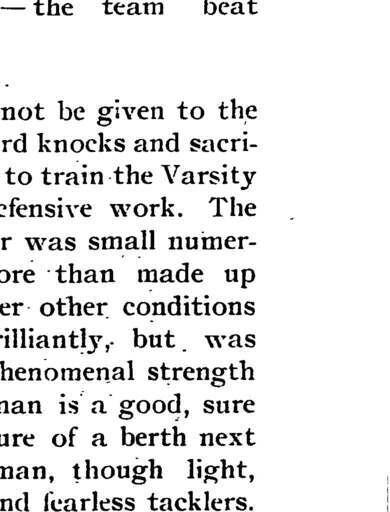 —the team beat
not be given to the
rd knocks and sacri-
to train the Varsity
efensive work. The
r was small numer-
ore than made up
er other conditions
rilliantly, but was
henomenal strength
nan is a good, sure
ure of a berth next
man, though light,
nd fearless tacklers.